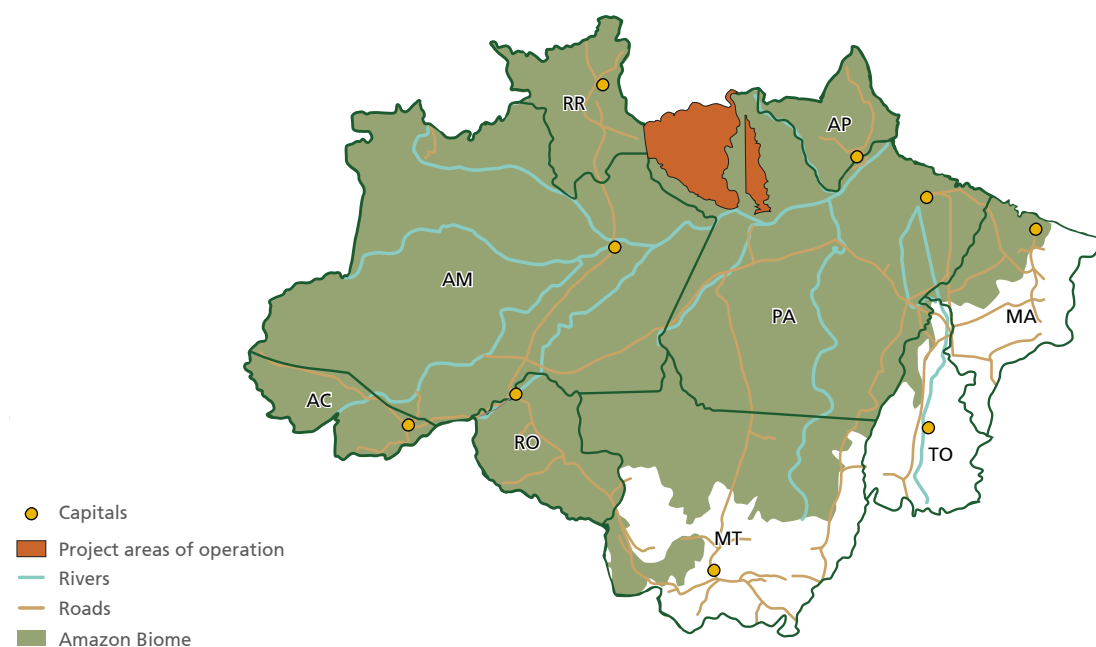 RR
AP
AM
PA
MA
AC
RO
TO
MT
Capitals
Project areas of operation
Rivers
Roads
Amazon Biome